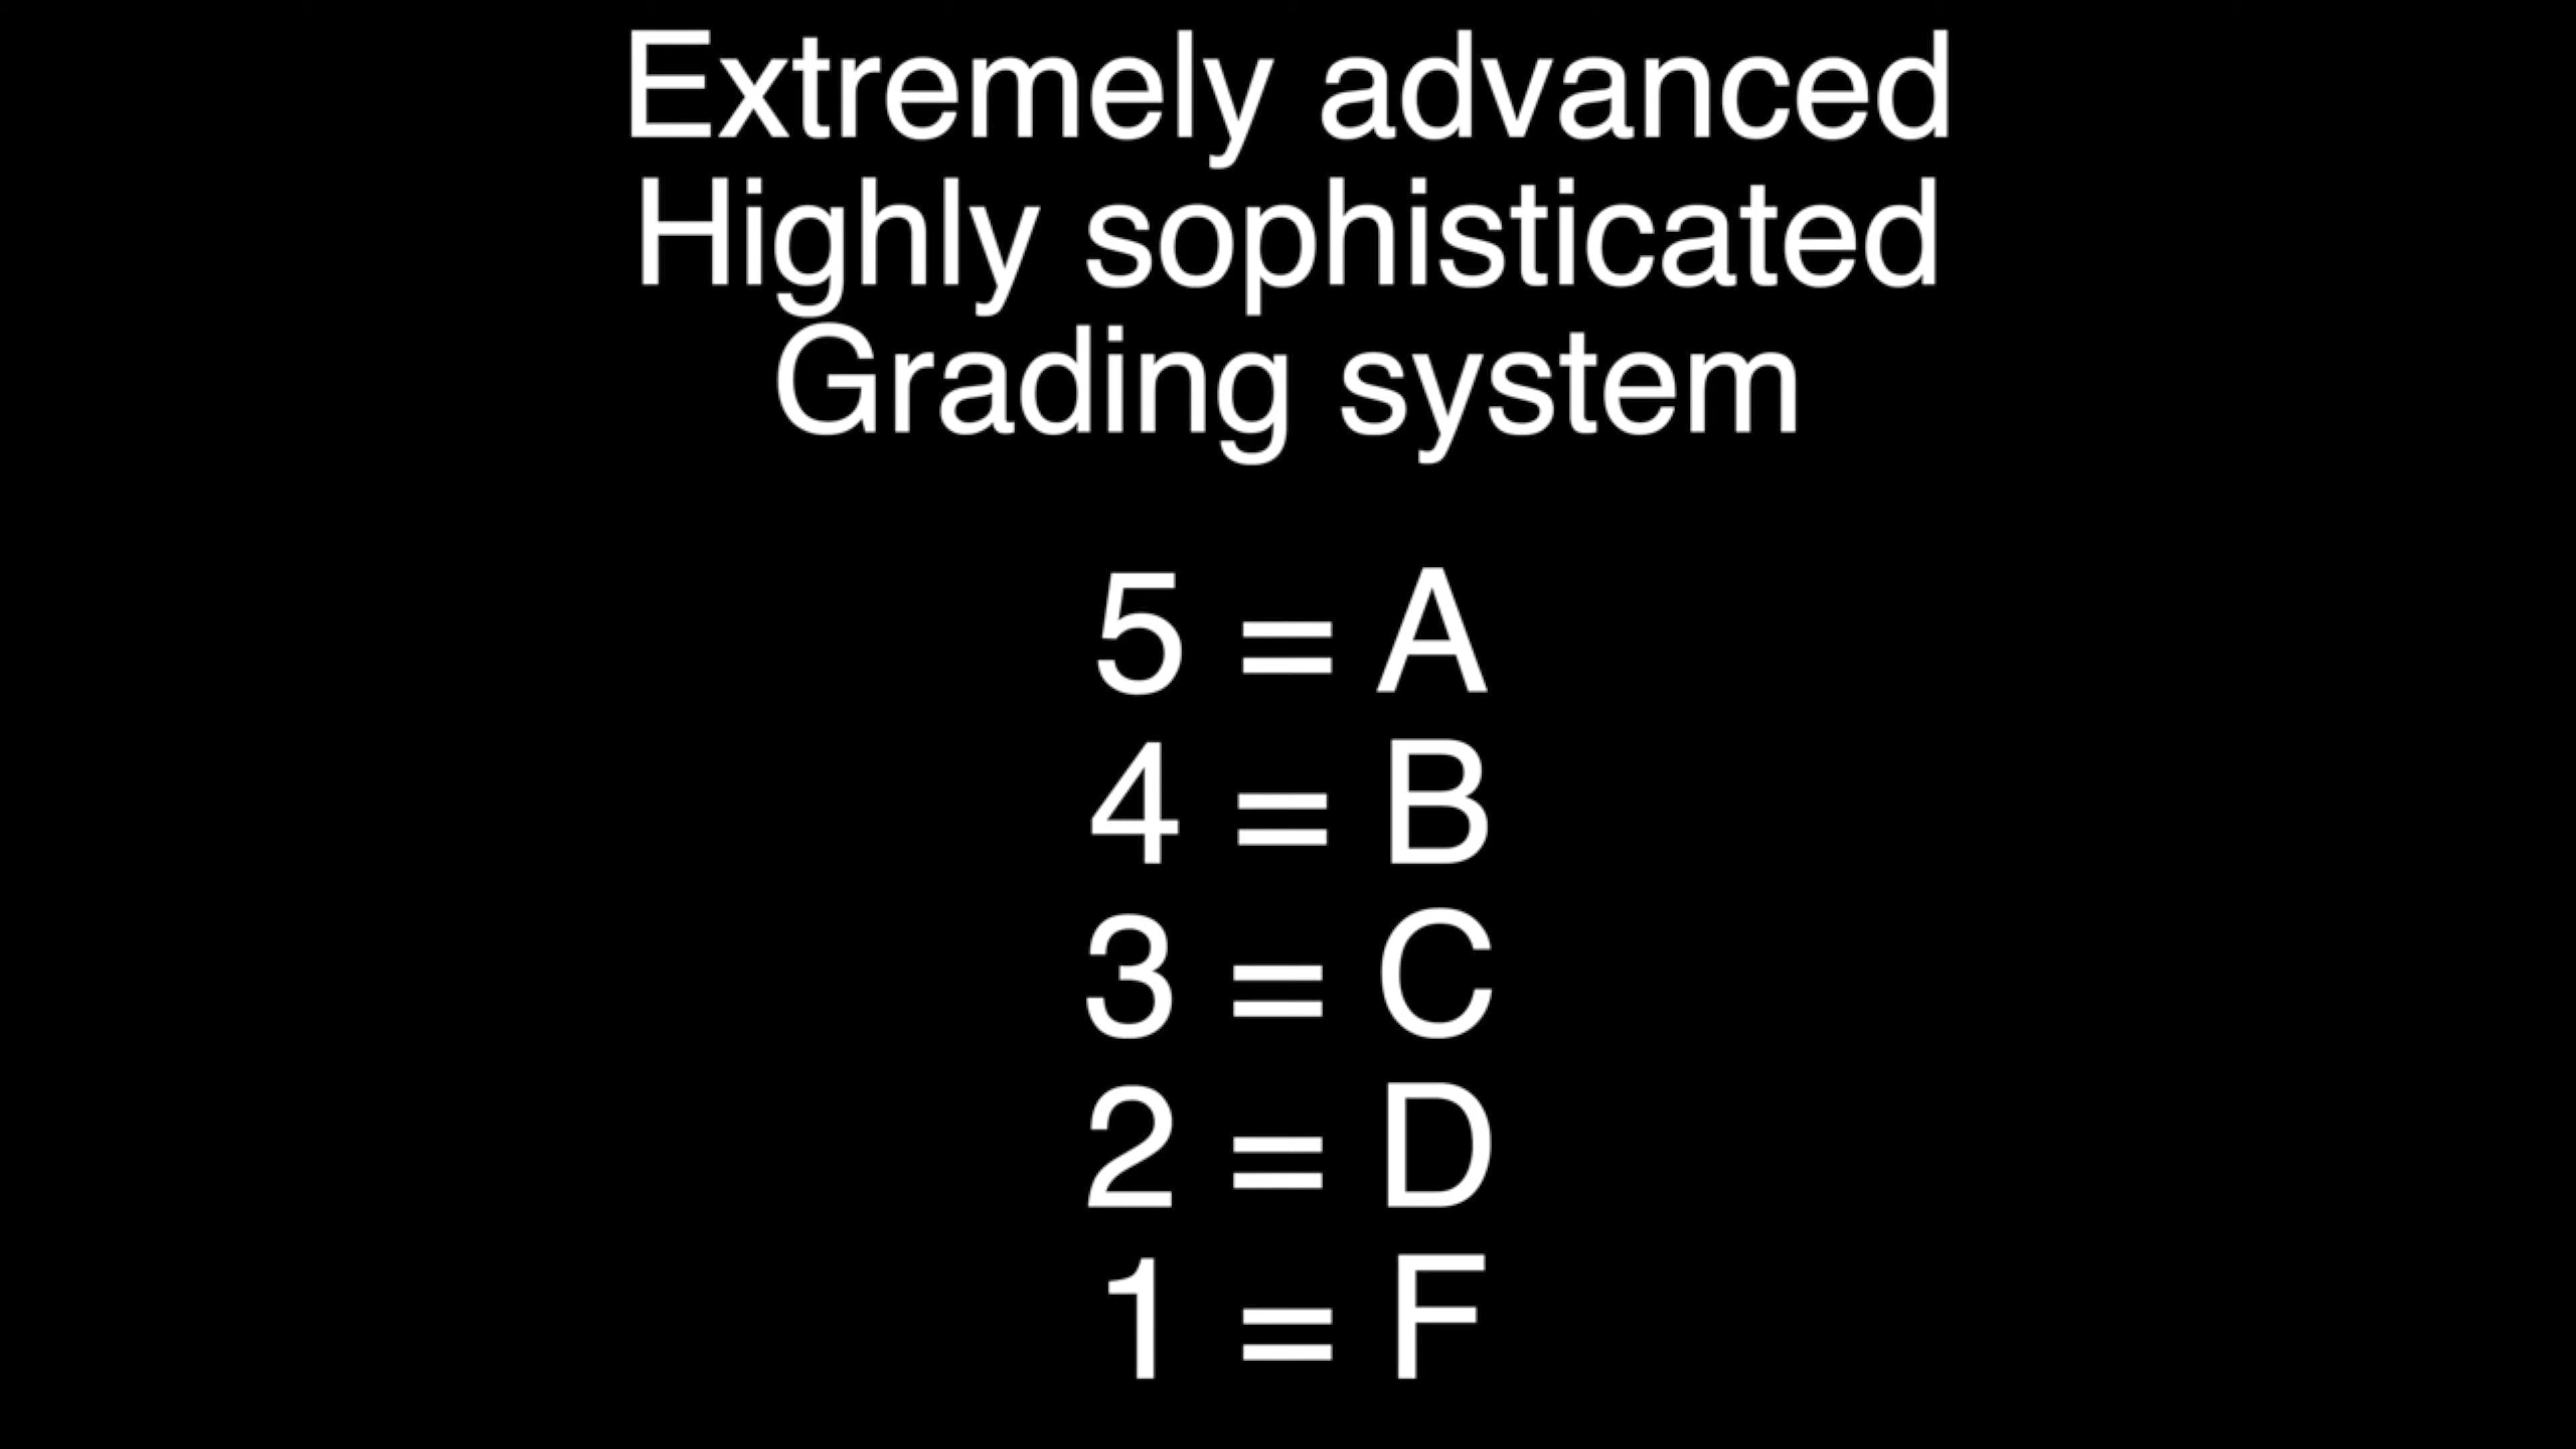 Extremely advanced
Highly sophisticated
Grading system
5 = A
4 = B
3 = C
2 = D
1 = F